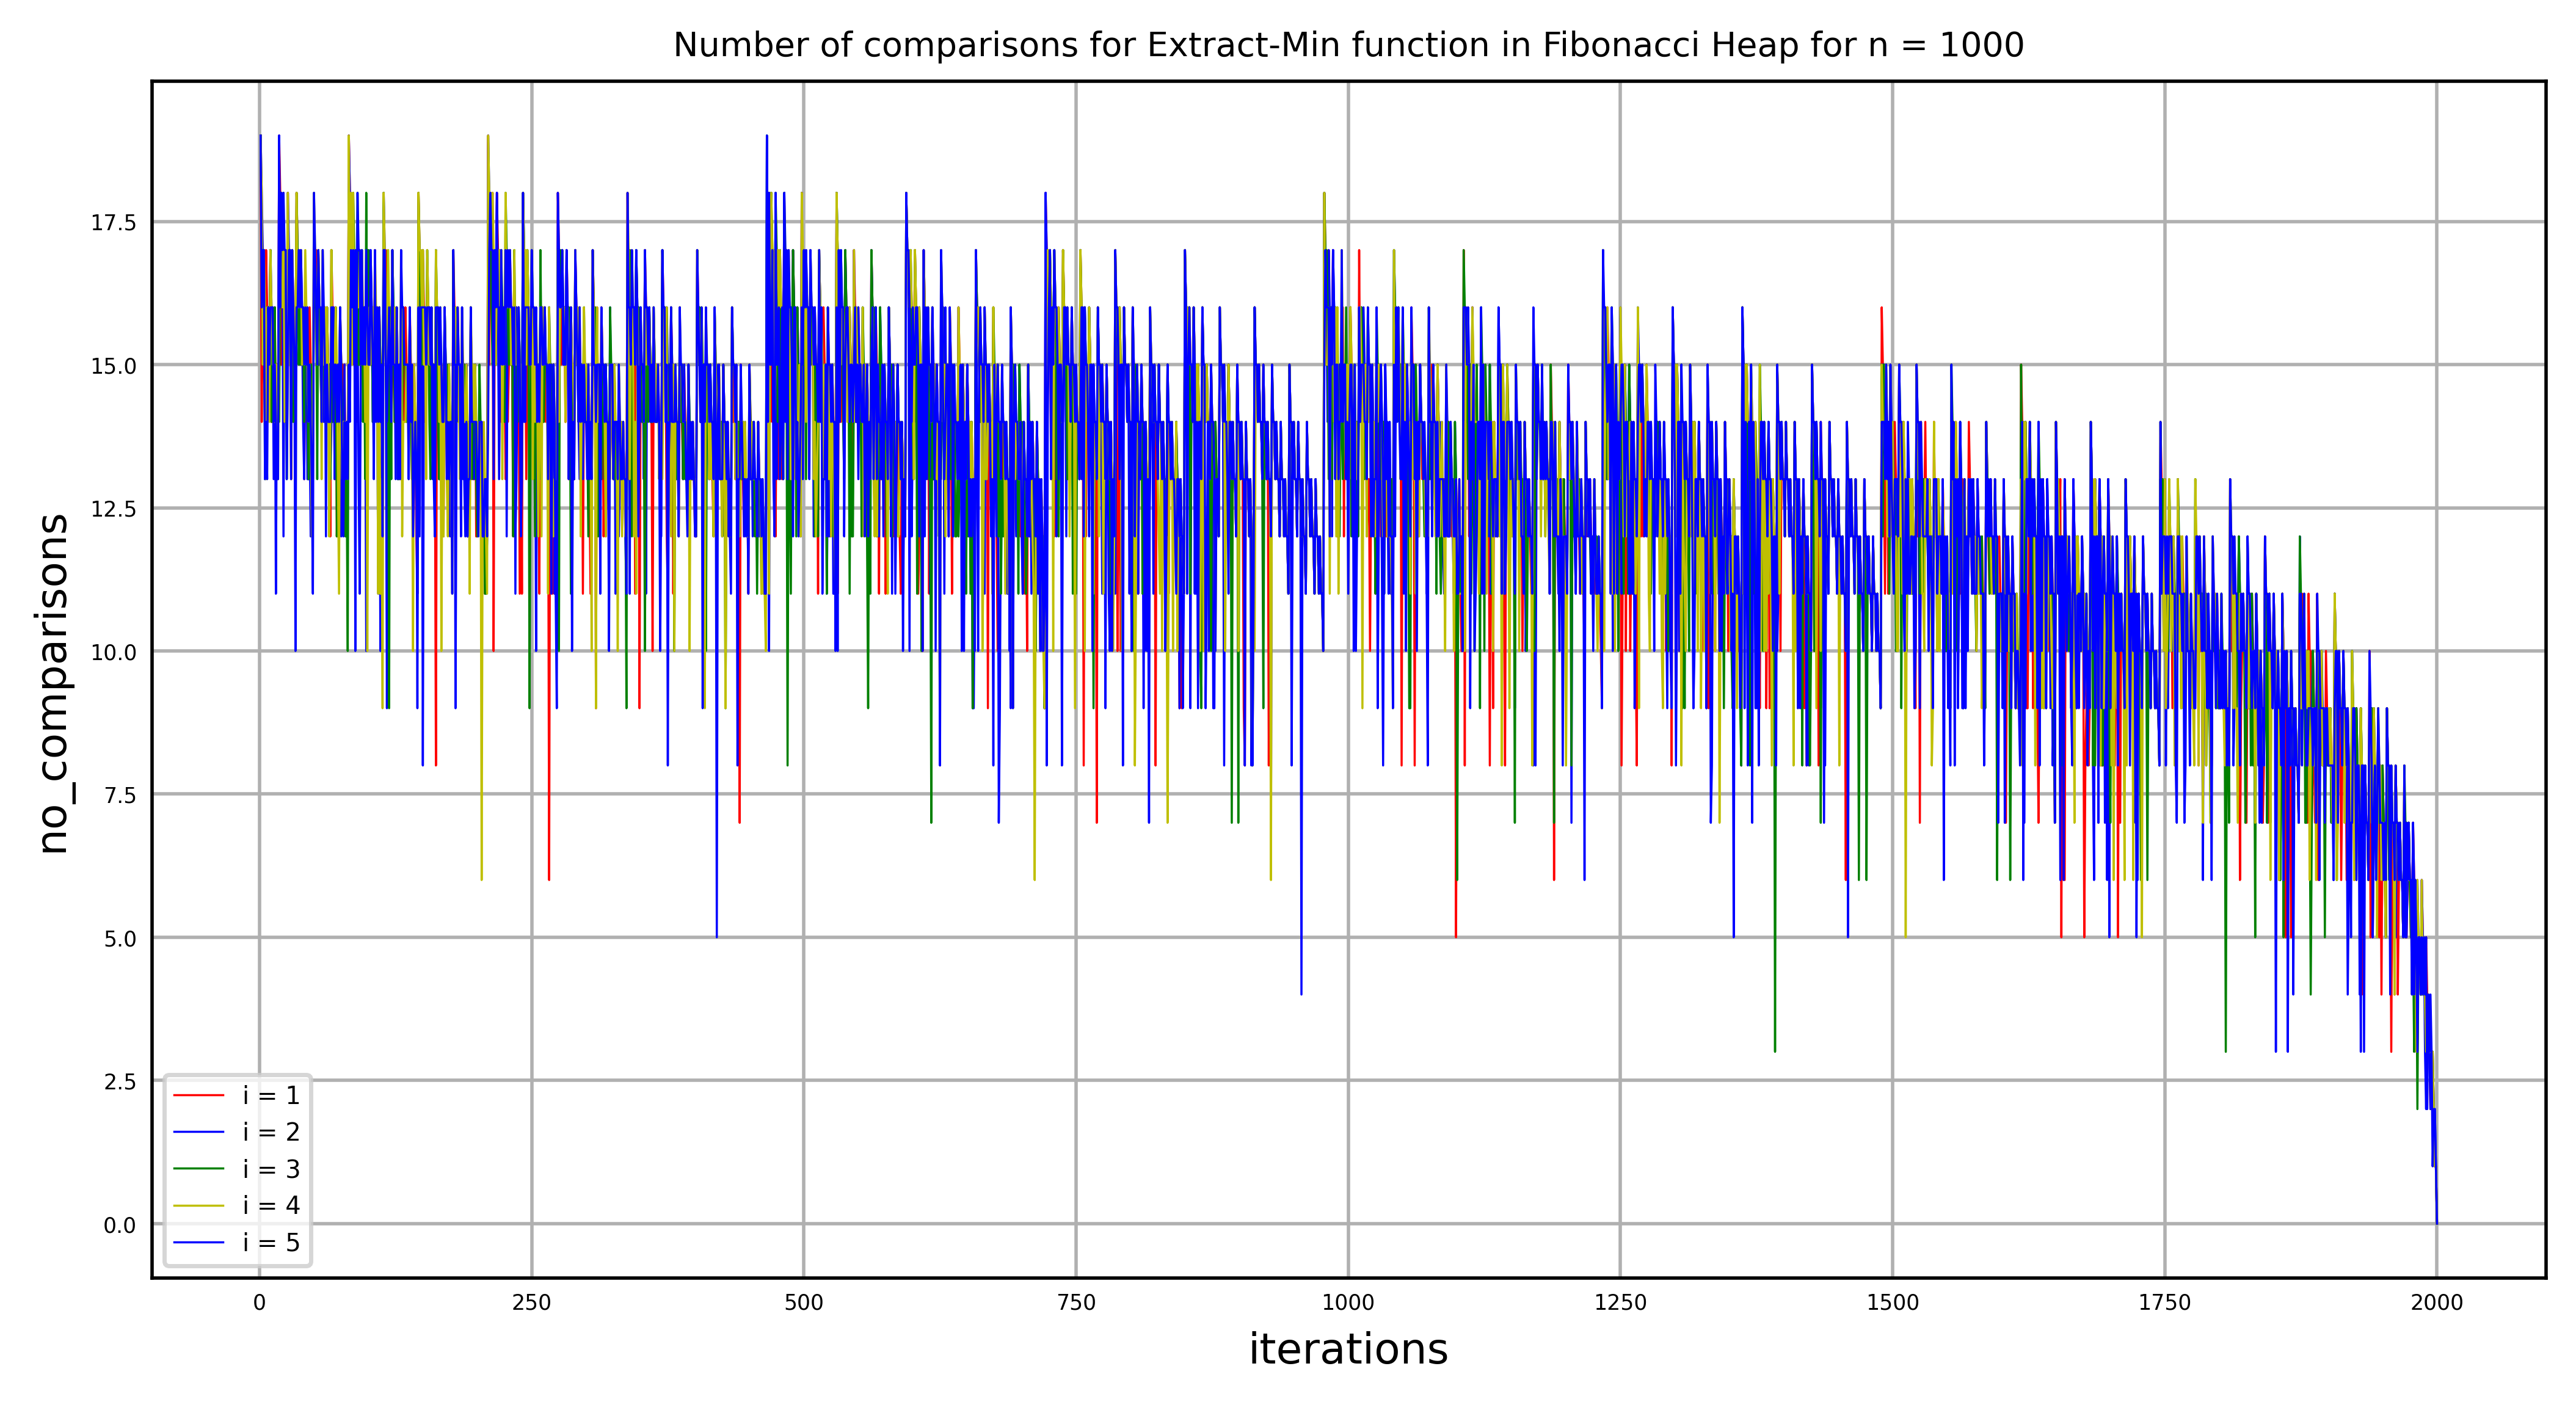 Number of comparisons for Extract-Min function in Fibonacci Heap for n = 1000
no_comparisons
17.5
15.0
12.5
10.0
7.5
5.0
2.5
0.0
i = 1
i = 2
i = 3
i = 4
i = 5
0 250 500 750 1000 1250 1500 1750 2000
iterations